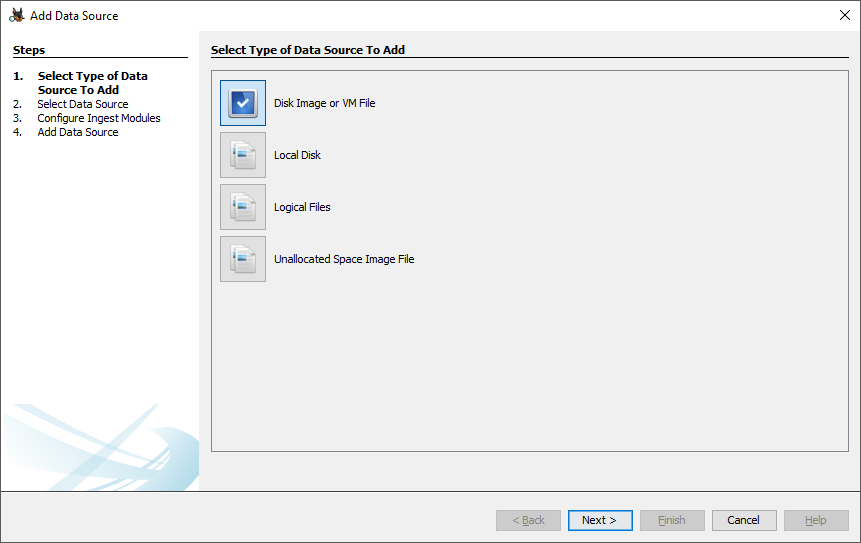 Add Data Source
Steps
1. Select Type of Data
Source To Add
2. Select Data Source
3. Configure Ingest Modules
4. Add Data Source
Select Type of Data Source To Add
Disk Image or VM File
Local Disk
Logical Files
Unallocated Space Image File
< Back Next > Finish Cancel Help